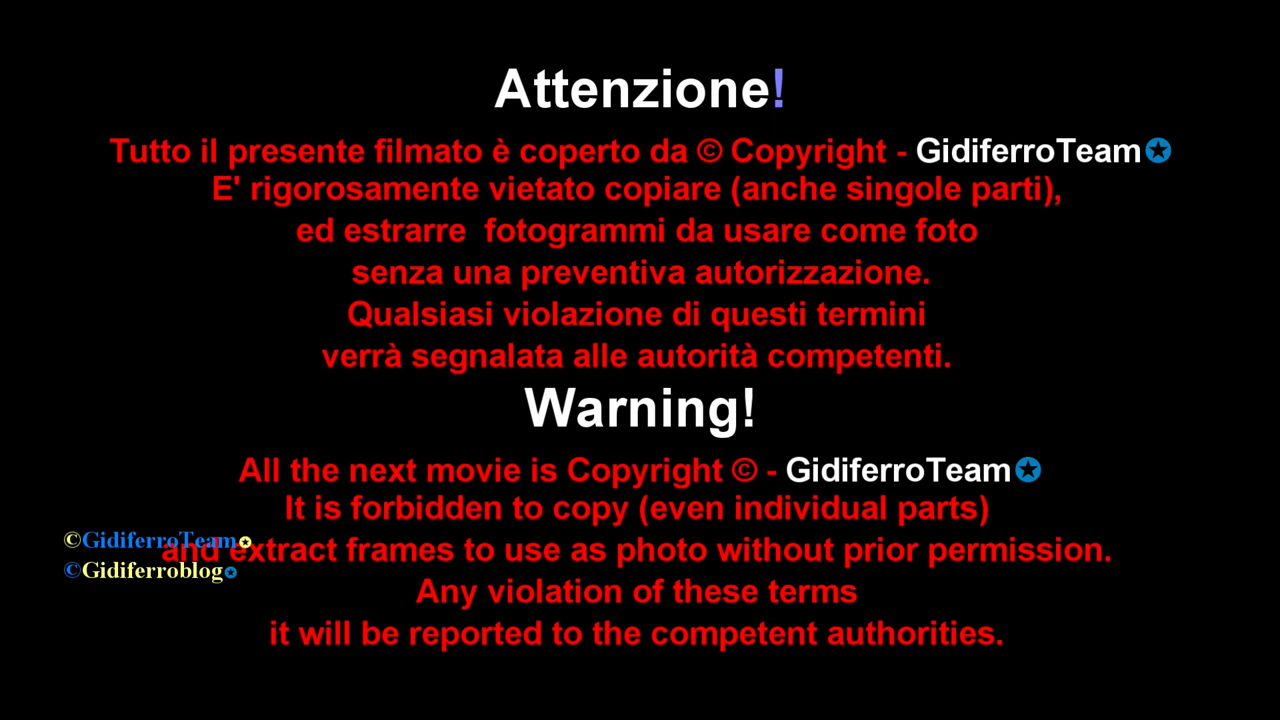 Attenzione!
Tutto il presente filmato è coperto da © Copyright - GidiferroTeam✪
E' rigorosamente vietato copiare (anche singole parti),
ed estrarre  fotogrammi da usare come foto
senza una preventiva autorizzazione.
Qualsiasi violazione di questi termini
verrà segnalata alle autorità competenti.
Warning!
All the next movie is Copyright © - GidiferroTeam✪
It is forbidden to copy (even individual parts)
and extract frames to use as photo without prior permission.
©GidiferroTeam✪
©Gidiferroblog✪
Any violation of these terms
it will be reported to the competent authorities.